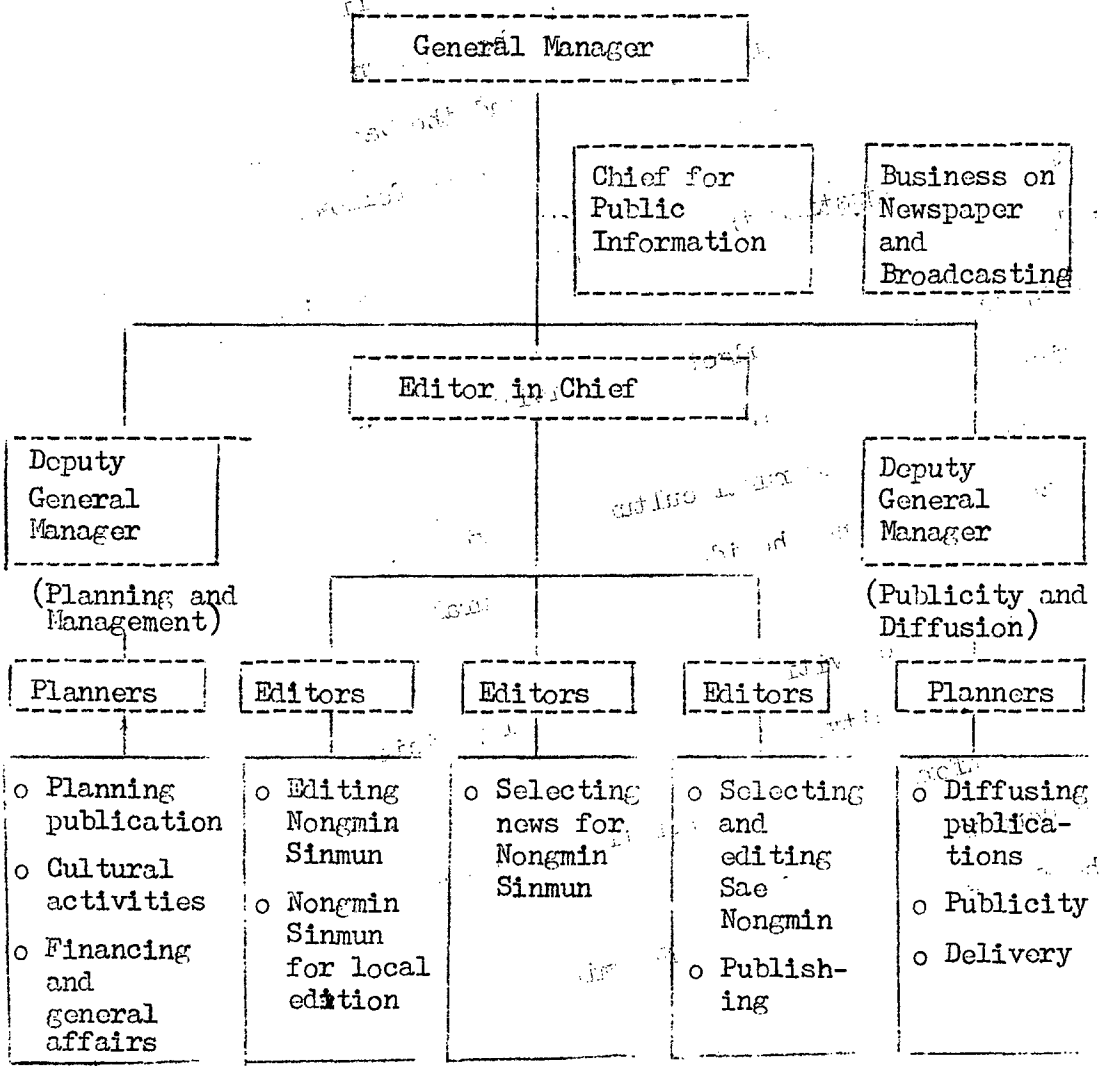 General Manager
Chief for
Public
Information
Business on
Newspaper
and
Broadcasting
Editor in Chief
Deputy
General
Manager
(Planning and
Management)
Deputy
General
Manager
(Publicity and
Diffusion)
Planners
Editors
Editors
Editors
Planners
o Planning
publication
o Cultural
activities
o Financing
and
general
affairs
o Editing
Nongmin
Sinmun
o Nongmin
Sinmun
for local
edition
o Selecting
news for
Nongmin
Sinmun
o Selecting
and
editing
Sae
Nongmin
o Publish-
ing
o Diffusing
publica-
tions
o Publicity
o Delivery